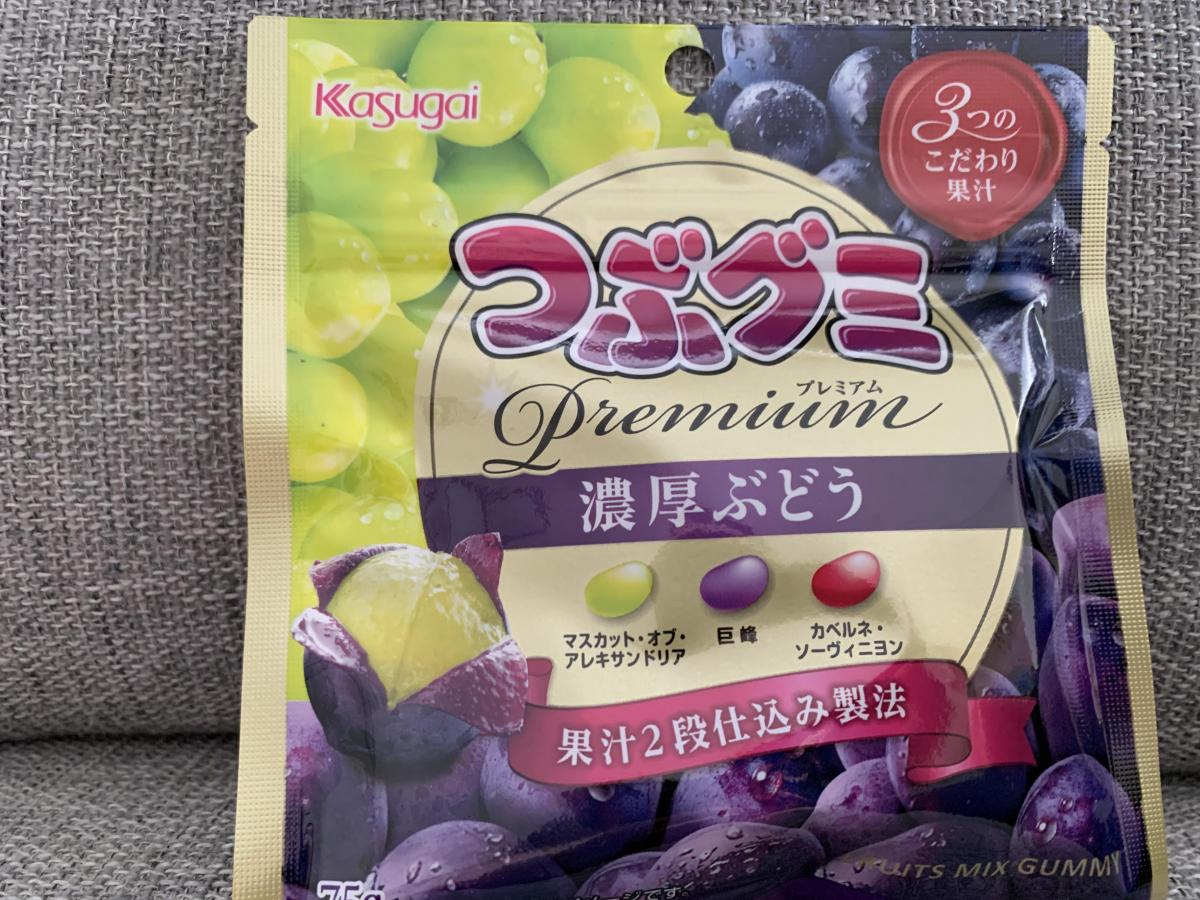 Kasugai
3つの
こだわり
果汁
つぶグミ
プレミアム
Premium
濃厚ぶどう
マスカット・オブ・
アレキサンドリア
巨峰
カベルネ・
ソーヴィニヨン
果汁2段仕込み製法
FRUITS MIX GUMMY
75g
です。